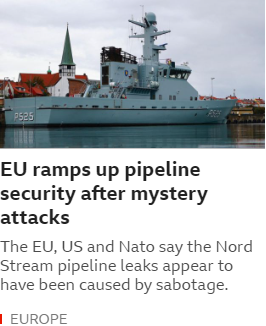 P525
P525
EU ramps up pipeline
security after mystery
attacks
The EU, US and Nato say the Nord
Stream pipeline leaks appear to
have been caused by sabotage.
EUROPE